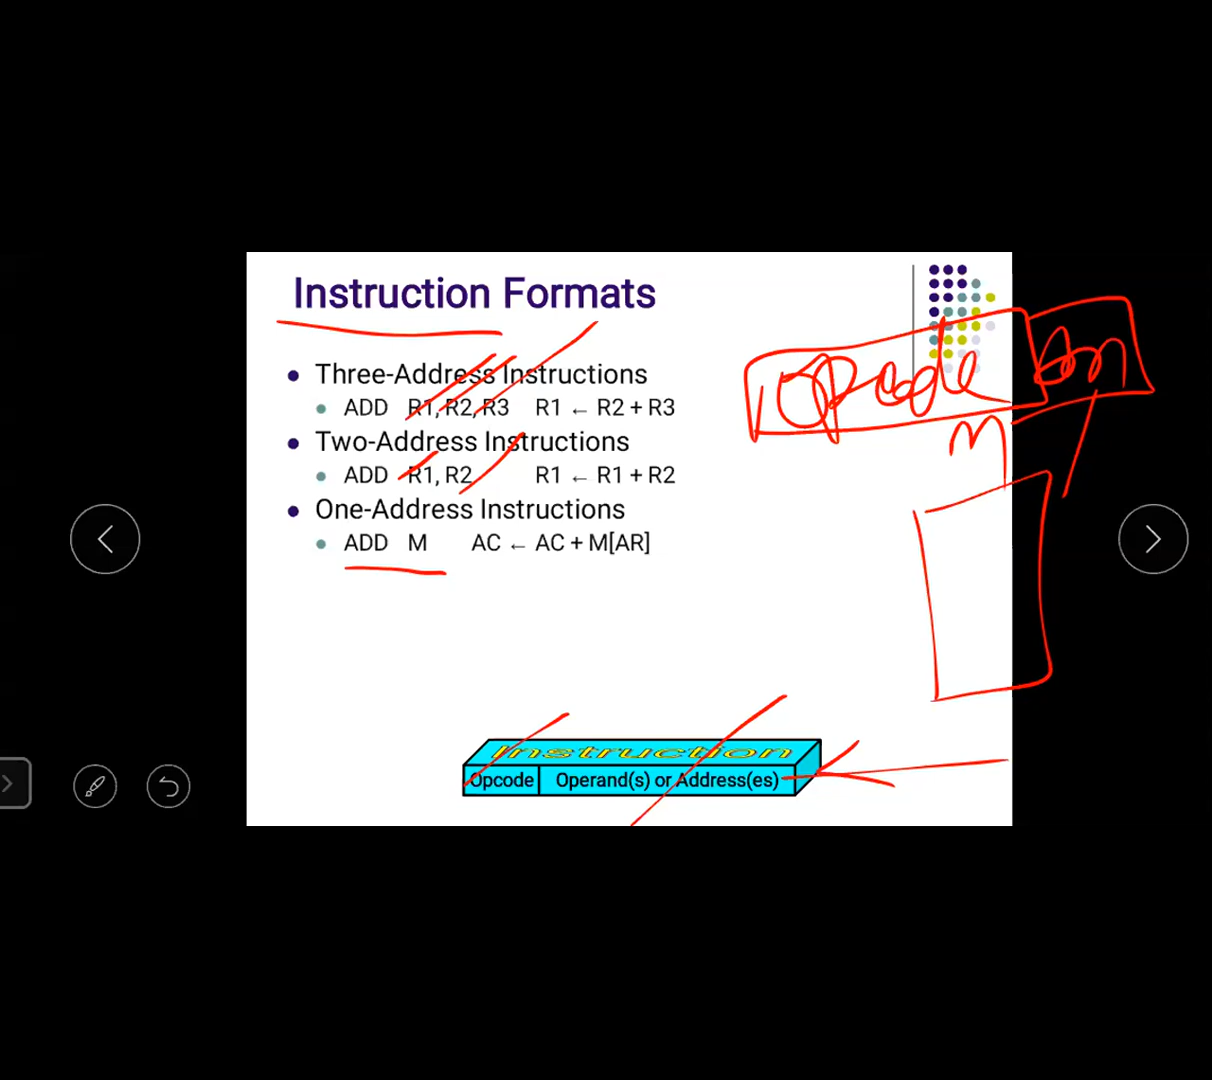 Instruction Formats
Three-Address Instructions
ADD R1, R2, R3 R1 ← R2 + R3
Two-Address Instructions
ADD R1, R2 R1 ← R1 + R2
One-Address Instructions
ADD M AC ← AC + M[AR]
Opcode
M
Instruction
Opcode Operand(s) or Address(es)